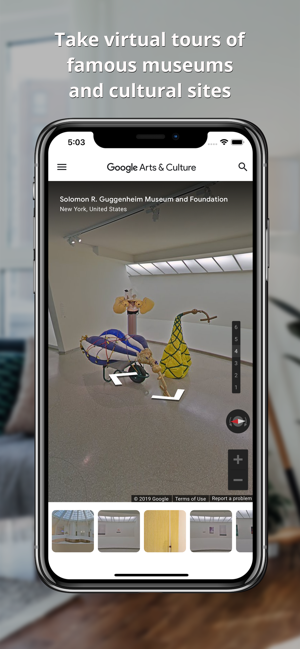 Take virtual tours of
famous museums
and cultural sites
5:03
Google Arts & Culture
Solomon R. Guggenheim Museum and Foundation
New York, United States
6
5
4
3
2
1
© 2019 Google
Terms of Use
Report a problem